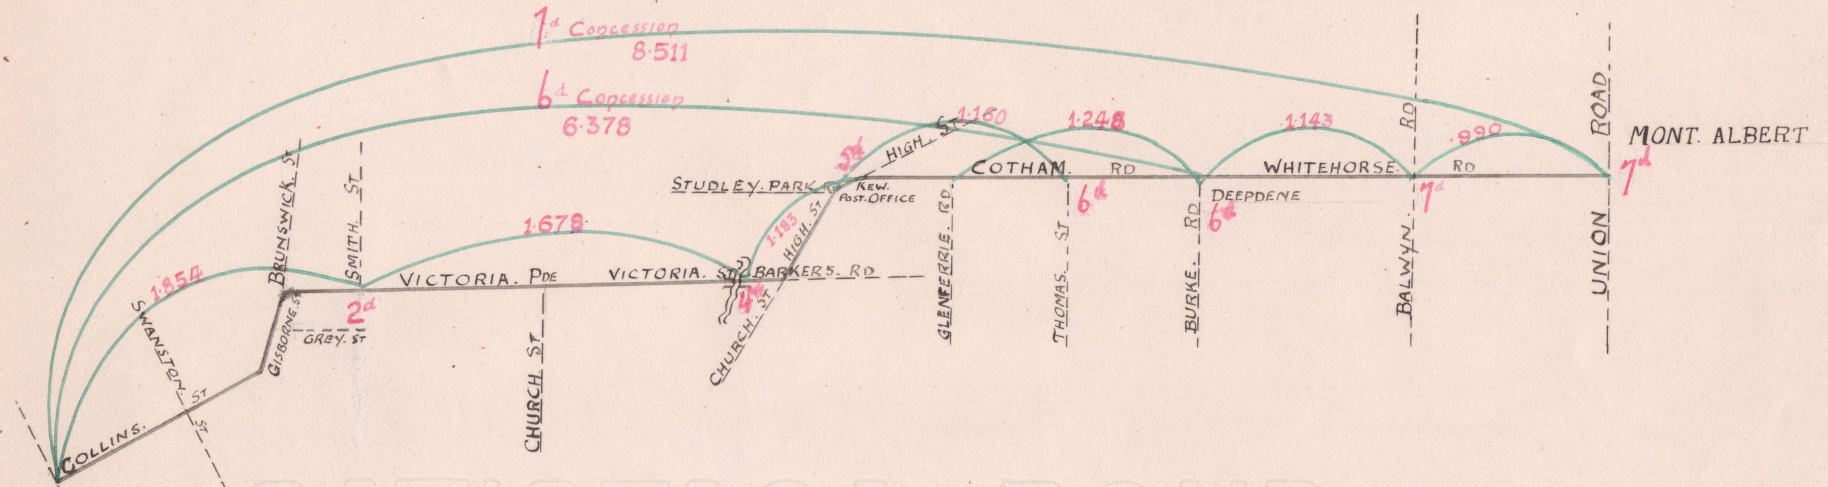 7d Concession
8.511
6d Concession
6.378
1.854
1.678
1.183
1.160
1.248
1.143
.990
2d
4d
5d
6d
6d
7d
7d
MONT. ALBERT
COLLINS. ST
SWANSTON. ST
GISBORNE. ST
BRUNSWICK. ST
SMITH. ST
GREY. ST
VICTORIA. PDE
CHURCH. ST
VICTORIA. ST
BARKERS. RD
CHURCH. ST
HIGH. ST
STUDLEY. PARK RD
KEW.
POST. OFFICE
HIGH. ST
COTHAM. RD
GLENFERRIE. RD
THOMAS. ST
BURKE. RD
DEEPDENE
WHITEHORSE. RD
BALWYN. RD
UNION ROAD